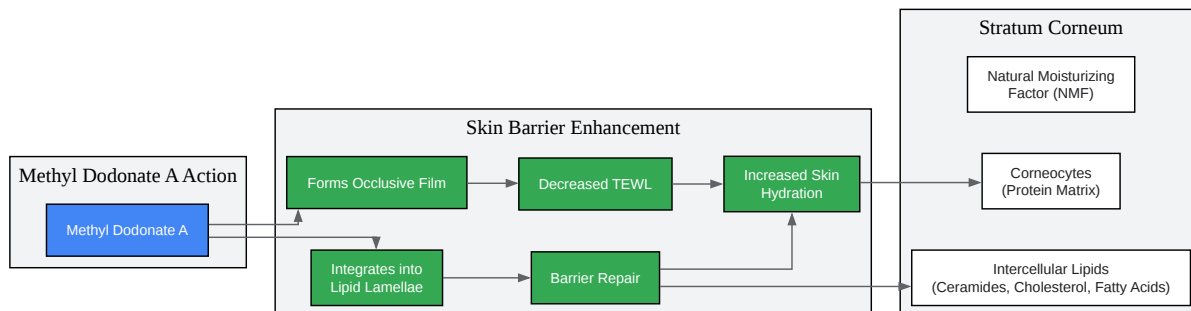 Methyl Dodonate A Action
Methyl Dodonate A
Skin Barrier Enhancement
Forms Occlusive Film
Decreased TEWL
Increased Skin
Hydration
Integrates into
Lipid Lamellae
Barrier Repair
Stratum Corneum
Natural Moisturizing
Factor (NMF)
Corneocytes
(Protein Matrix)
Intercellular Lipids
(Ceramides, Cholesterol, Fatty Acids)